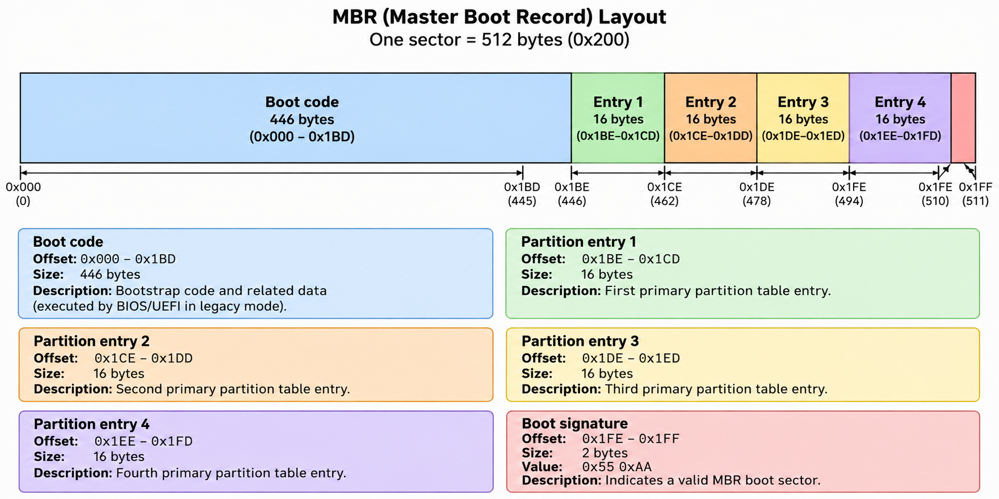 MBR (Master Boot Record) Layout
One sector = 512 bytes (0x200)
Boot code
446 bytes
(0x000 – 0x1BD)
Entry 1
16 bytes
(0x1BE–0x1CD)
Entry 2
16 bytes
(0x1CE–0x1DD)
Entry 3
16 bytes
(0x1DE–0x1ED)
Entry 4
16 bytes
(0x1EE–0x1FD)
0x000
(0)
0x1BD
(445)
0x1BE
(446)
0x1CE
(462)
0x1DE
(478)
0x1FE
(494)
0x1FE
(510)
0x1FF
(511)
Boot code
Offset: 0x000 – 0x1BD
Size: 446 bytes
Description: Bootstrap code and related data
(executed by BIOS/UEFI in legacy mode).
Partition entry 1
Offset: 0x1BE – 0x1CD
Size: 16 bytes
Description: First primary partition table entry.
Partition entry 2
Offset: 0x1CE – 0x1DD
Size: 16 bytes
Description: Second primary partition table entry.
Partition entry 3
Offset: 0x1DE – 0x1ED
Size: 16 bytes
Description: Third primary partition table entry.
Partition entry 4
Offset: 0x1EE – 0x1FD
Size: 16 bytes
Description: Fourth primary partition table entry.
Boot signature
Offset: 0x1FE – 0x1FF
Size: 2 bytes
Value: 0x55 0xAA
Description: Indicates a valid MBR boot sector.